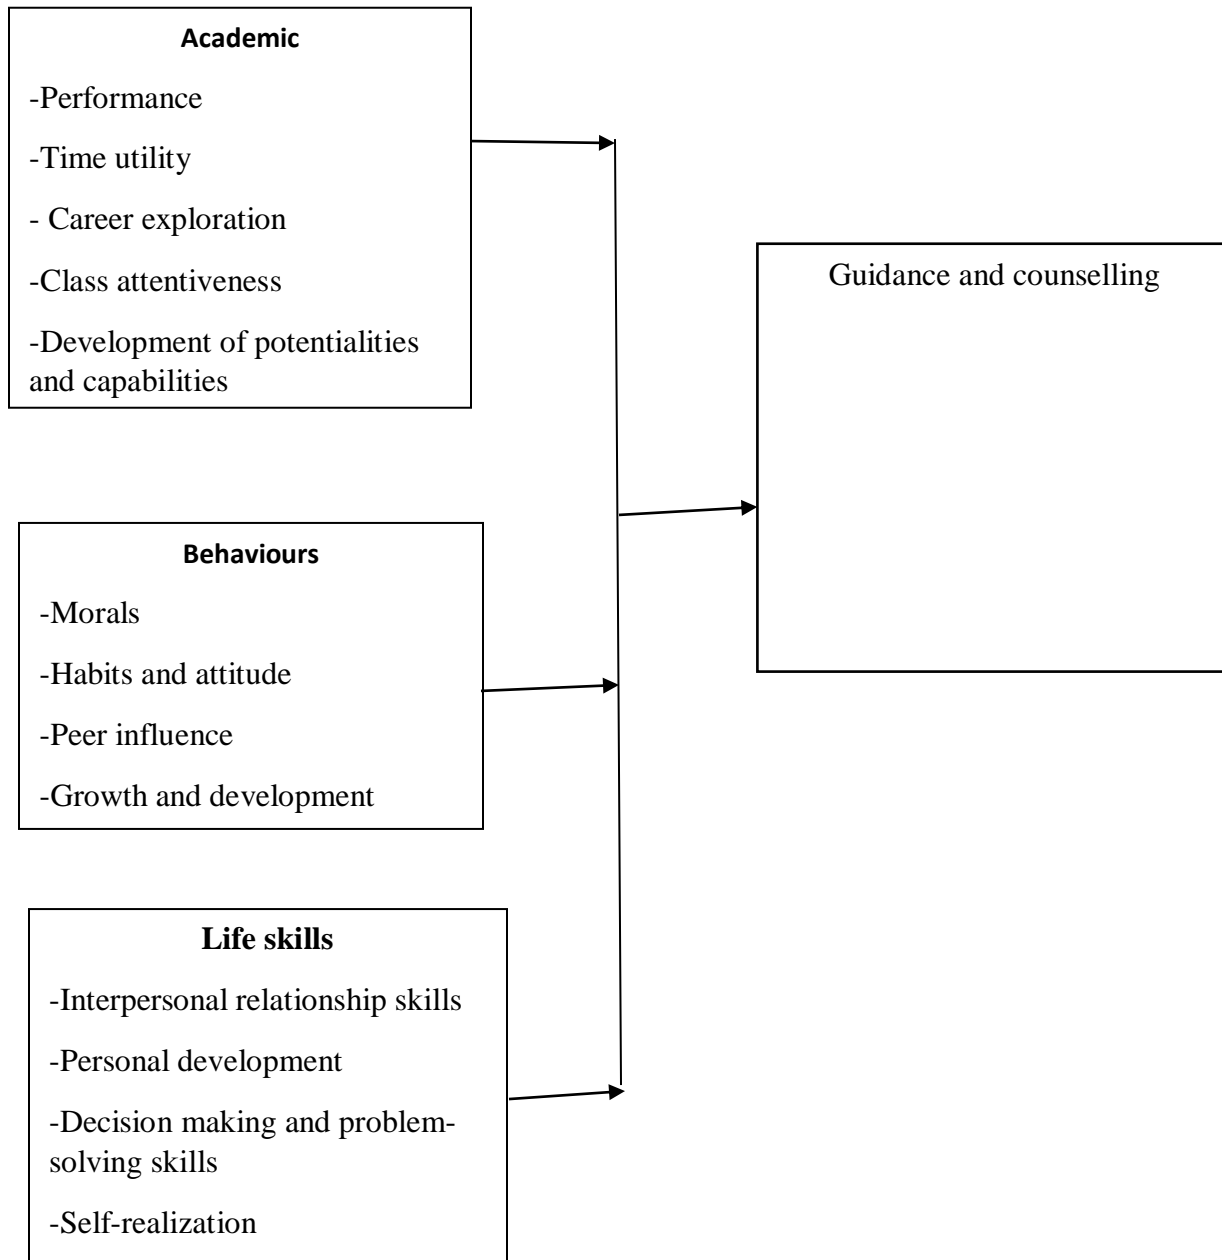 Academic
-Performance
-Time utility
- Career exploration
-Class attentiveness
-Development of potentialities
and capabilities
Guidance and counselling
Behaviours
-Morals
-Habits and attitude
-Peer influence
-Growth and development
Life skills
-Interpersonal relationship skills
-Personal development
-Decision making and problem-
solving skills
-Self-realization